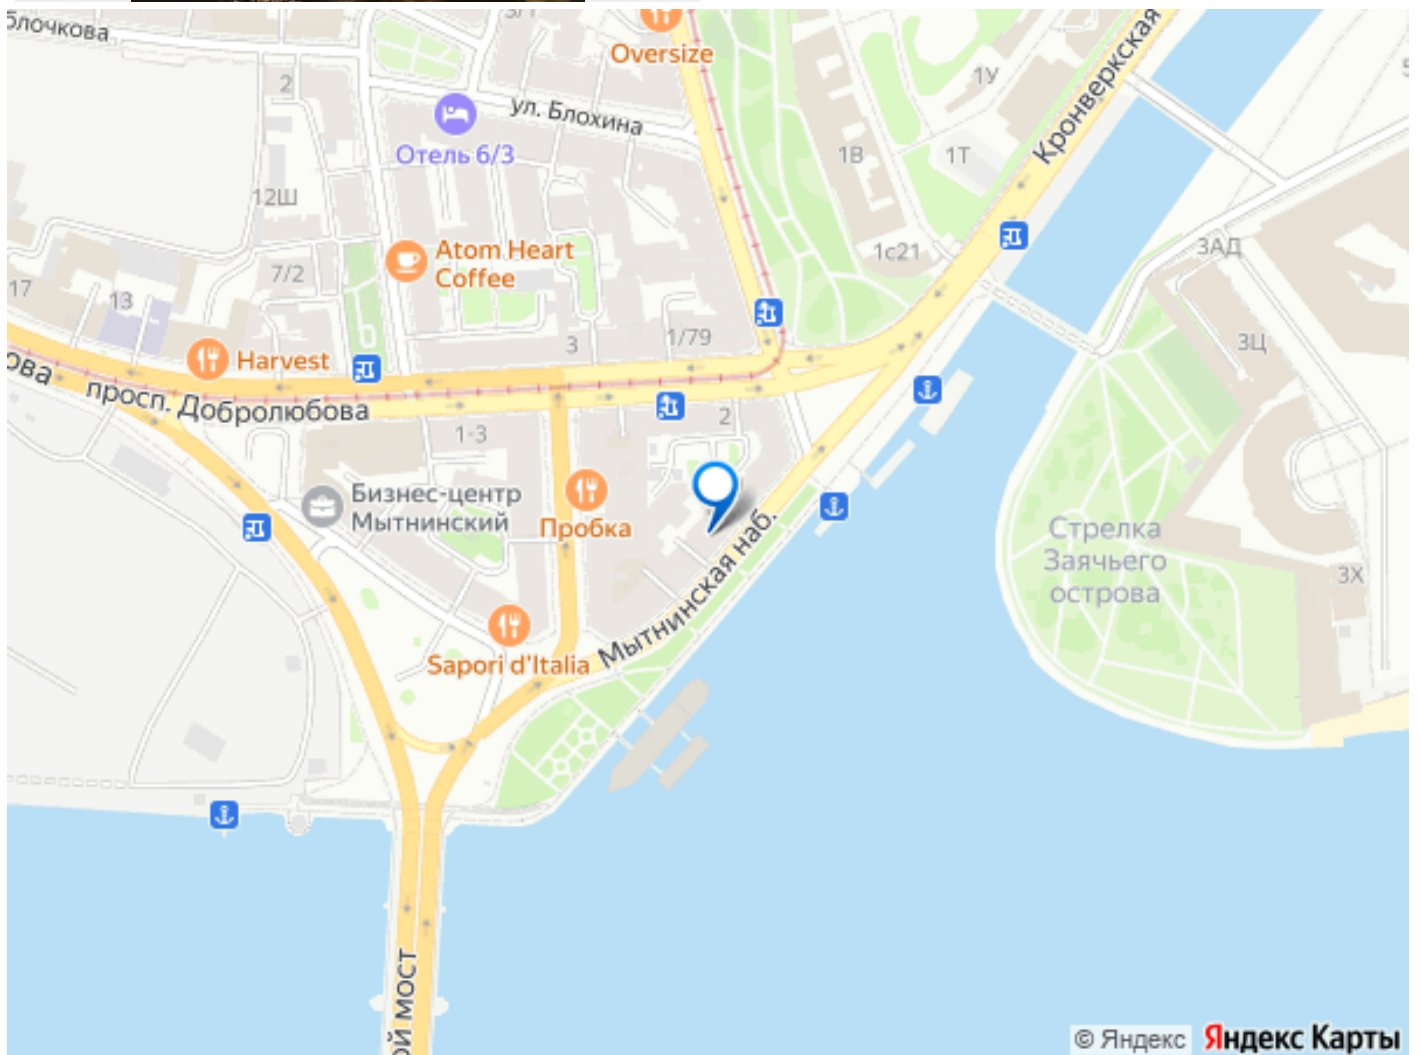 блочкова
3/1
Oversize
Кронверкская
2
ул. Блохина
1У
Отель 6/3
1В
1Т
12Ш
Atom Heart
Coffee
1с21
3АД
7/2
17
13
3
1/79
3Ц
Harvest
ова
просп. Добролюбова
2
1-3
Бизнес-центр
Мытнинский
Пробка
Мытнинская наб.
Стрелка
Заячьего
острова
3Х
Sapori d'Italia
ой мост
© Яндекс
Яндекс Карты